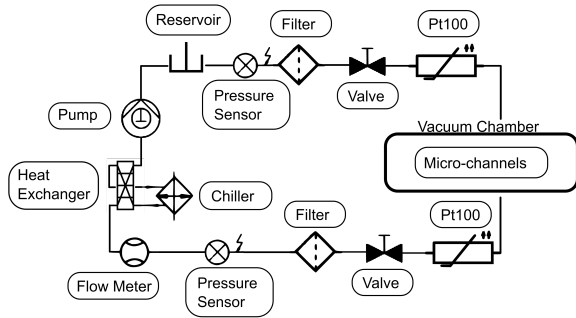 Reservoir
Filter
Pt100
Pump
Pressure
Sensor
Valve
Vacuum Chamber
Micro-channels
Heat
Exchanger
Chiller
Filter
Pt100
Flow Meter
Pressure
Sensor
Valve